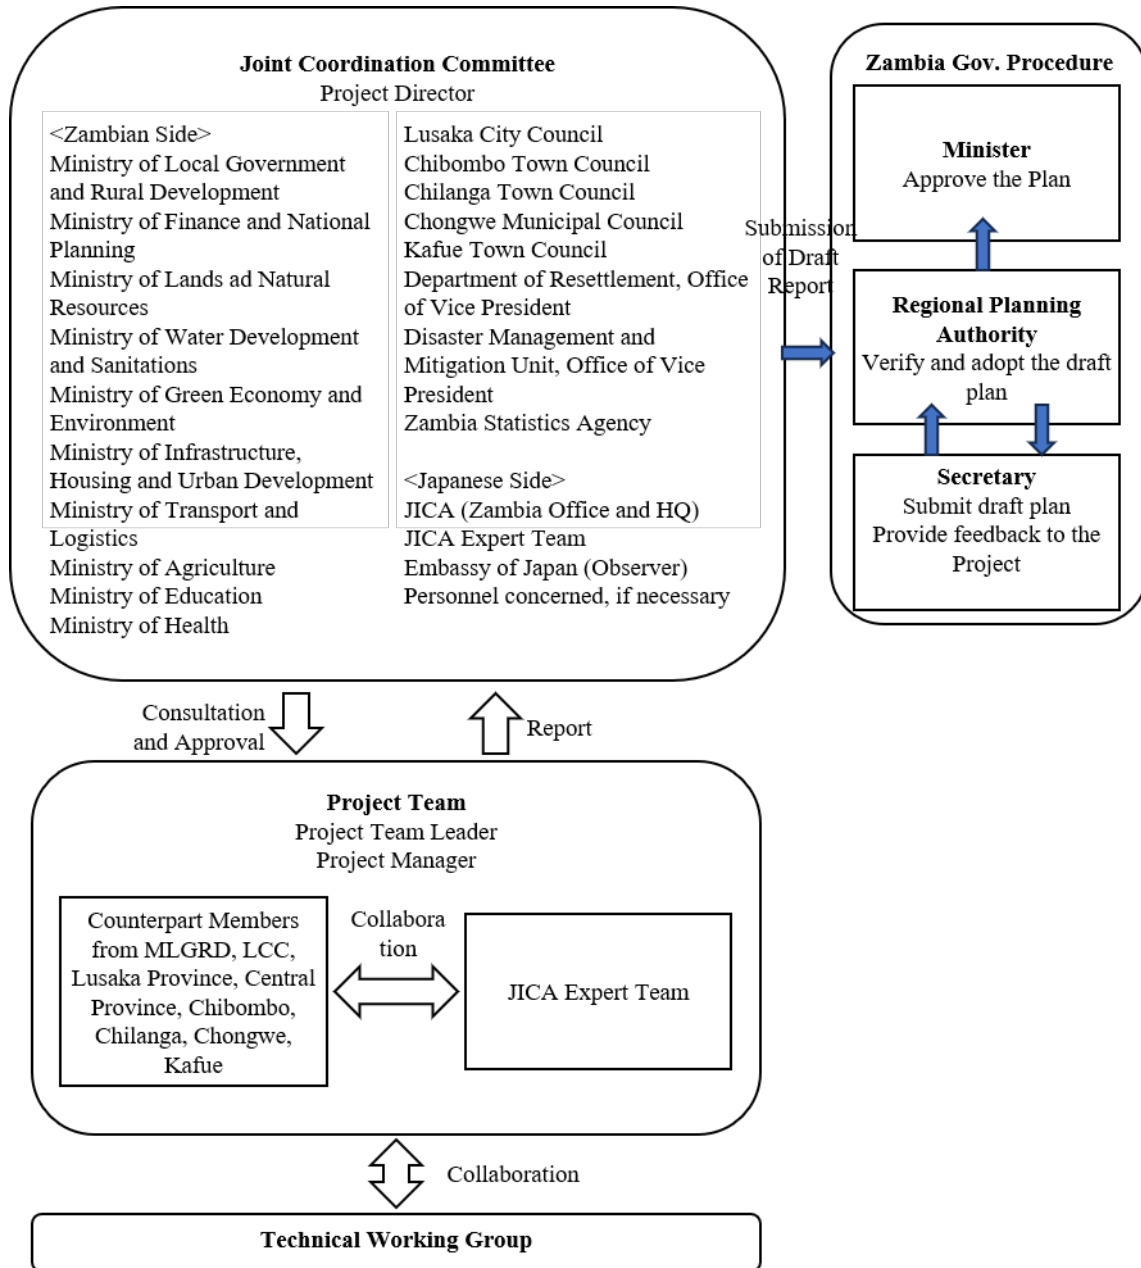 Joint Coordination Committee
Project Director
<Zambian Side>
Ministry of Local Government
and Rural Development
Ministry of Finance and National
Planning
Ministry of Lands ad Natural
Resources
Ministry of Water Development
and Sanitations
Ministry of Green Economy and
Environment
Ministry of Infrastructure,
Housing and Urban Development
Ministry of Transport and
Logistics
Ministry of Agriculture
Ministry of Education
Ministry of Health
Lusaka City Council
Chibombo Town Council
Chilanga Town Council
Chongwe Municipal Council
Kafue Town Council
Department of Resettlement, Office
of Vice President
Disaster Management and
Mitigation Unit, Office of Vice
President
Zambia Statistics Agency
<Japanese Side>
JICA (Zambia Office and HQ)
JICA Expert Team
Embassy of Japan (Observer)
Personnel concerned, if necessary
Submission
of Draft
Report
Zambia Gov. Procedure
Minister
Approve the Plan
Regional Planning
Authority
Verify and adopt the draft
plan
Secretary
Submit draft plan
Provide feedback to the
Project
Consultation
and Approval
Report
Project Team
Project Team Leader
Project Manager
Counterpart Members
from MLGRD, LCC,
Lusaka Province, Central
Province, Chibombo,
Chilanga, Chongwe,
Kafue
Collabora
tion
JICA Expert Team
Collaboration
Technical Working Group